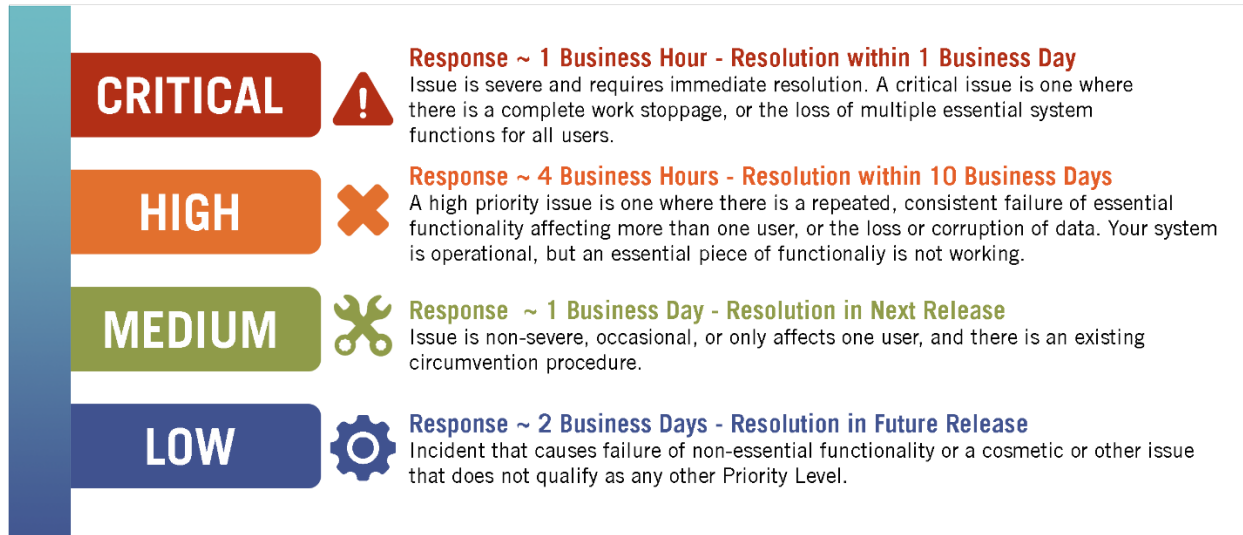 CRITICAL
Response ~ 1 Business Hour - Resolution within 1 Business Day
Issue is severe and requires immediate resolution. A critical issue is one where
there is a complete work stoppage, or the loss of multiple essential system
functions for all users.
HIGH
Response ~ 4 Business Hours - Resolution within 10 Business Days
A high priority issue is one where there is a repeated, consistent failure of essential
functionality affecting more than one user, or the loss or corruption of data. Your system
is operational, but an essential piece of functionaliy is not working.
MEDIUM
Response ~ 1 Business Day - Resolution in Next Release
Issue is non-severe, occasional, or only affects one user, and there is an existing
circumvention procedure.
LOW
Response ~ 2 Business Days - Resolution in Future Release
Incident that causes failure of non-essential functionality or a cosmetic or other issue
that does not qualify as any other Priority Level.